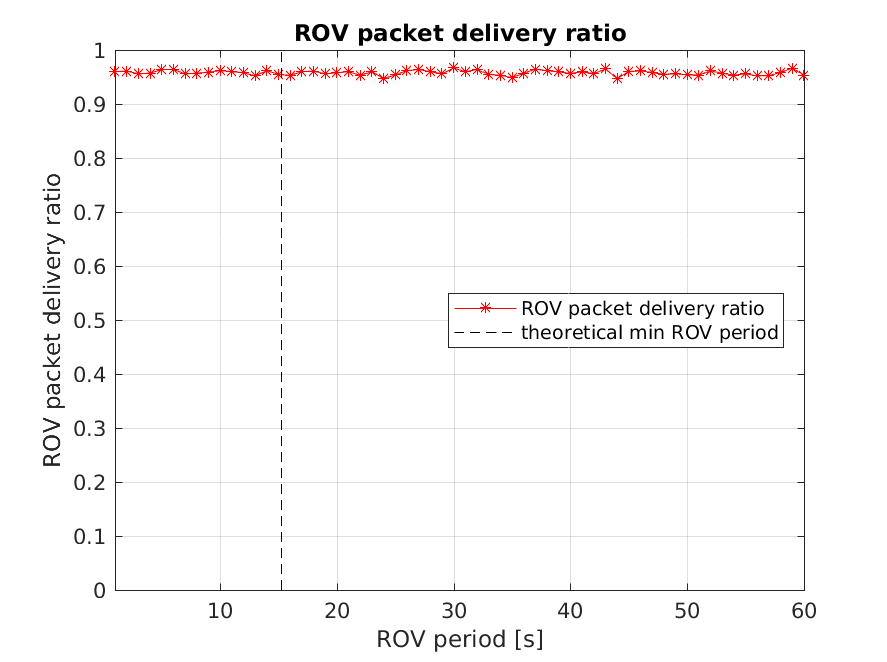 ROV packet delivery ratio
ROV packet delivery ratio
1
0.9
0.8
0.7
0.6
0.5
0.4
0.3
0.2
0.1
0
ROV packet delivery ratio
theoretical min ROV period
10 20 30 40 50 60
ROV period [s]